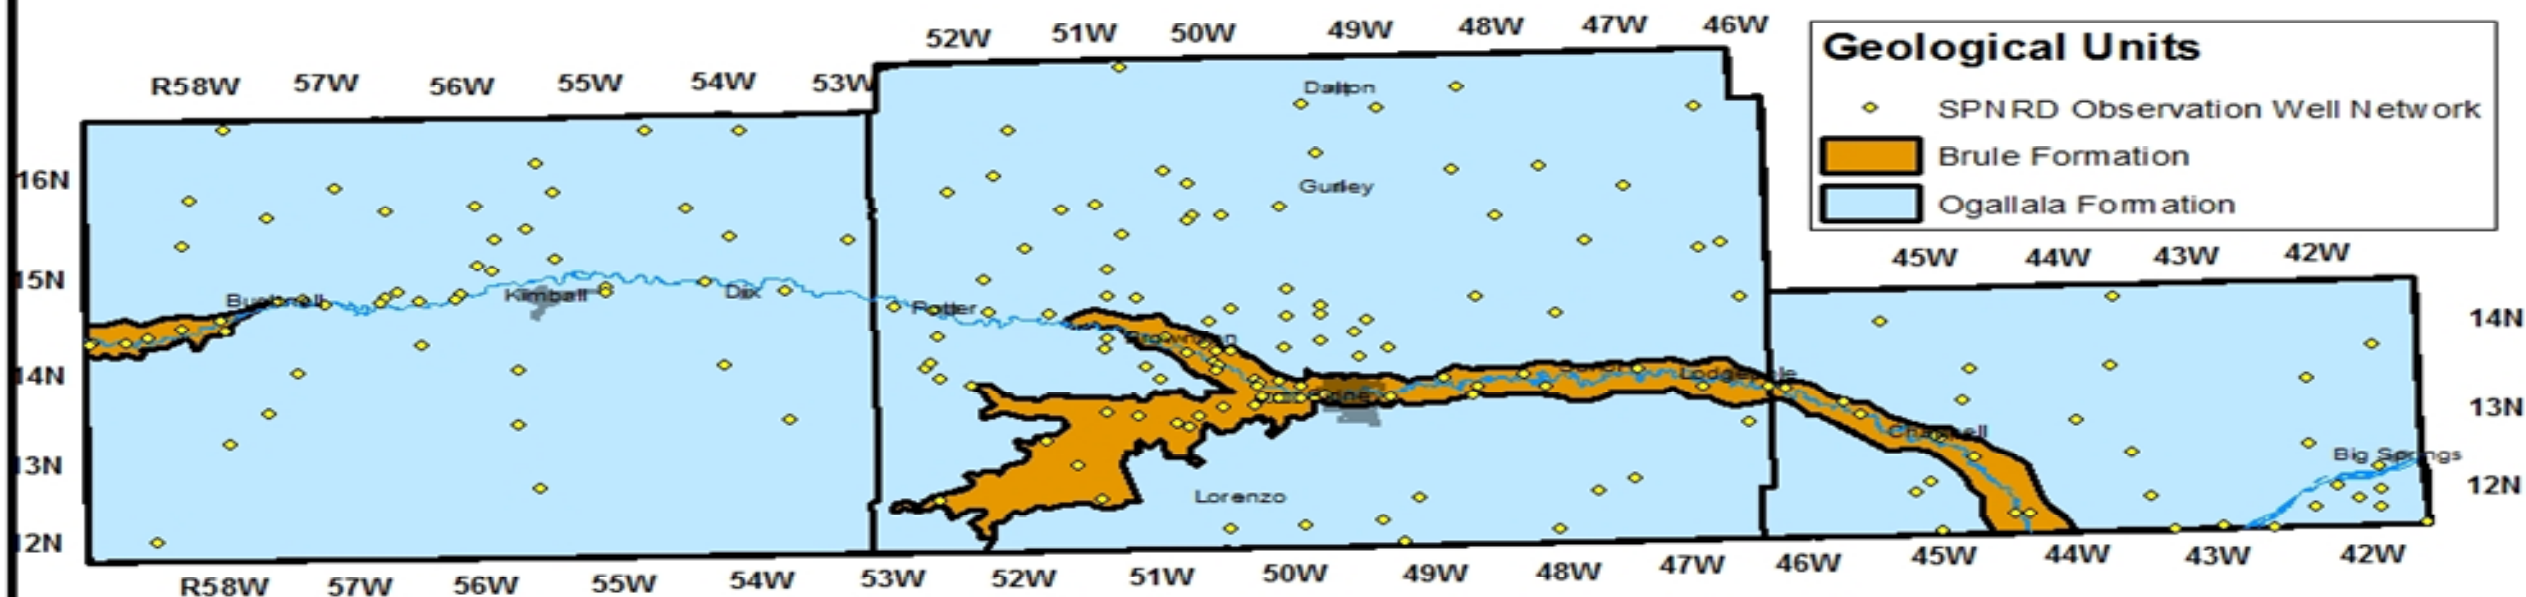 52W 51W 50W 49W 48W 47W 46W
R58W 57W 56W 55W 54W 53W
Geological Units
SPNRD Observation Well Network
Brule Formation
Ogallala Formation
Dalton
16N
Gurley
45W 44W 43W 42W
15N
Bushnell
Kimball
Dix
Potter
14N
14N
Lodgepole
13N
Chappell
Big Springs
13N
12N
Lorenzo
12N
R58W 57W 56W 55W 54W 53W 52W 51W 50W 49W 48W 47W 46W 45W 44W 43W 42W